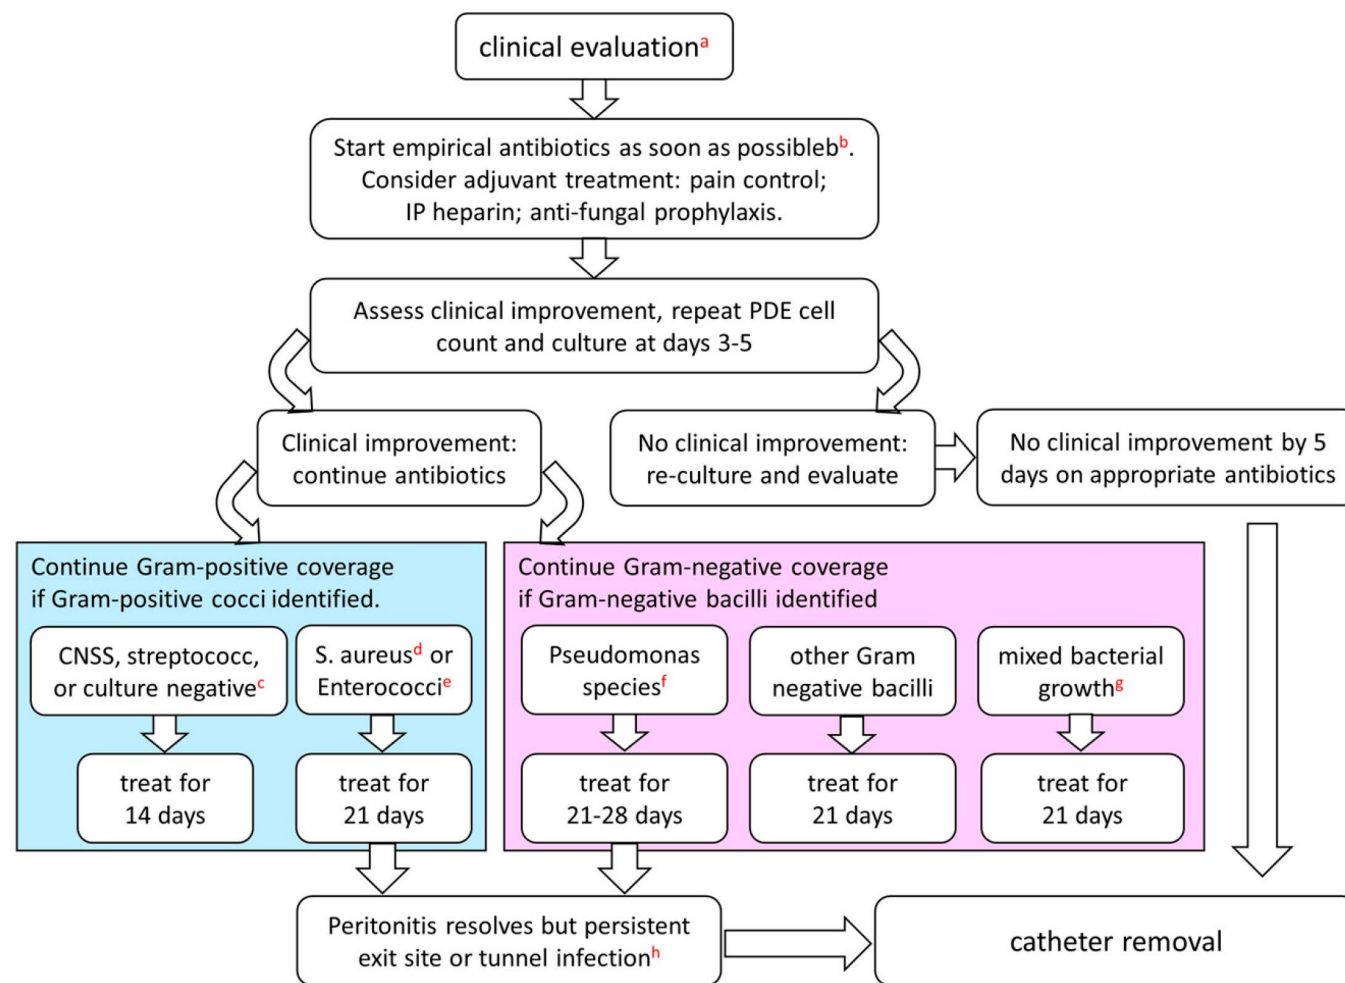 clinical evaluationa
Start empirical antibiotics as soon as possiblebb.
Consider adjuvant treatment: pain control;
IP heparin; anti-fungal prophylaxis.
Assess clinical improvement, repeat PDE cell
count and culture at days 3-5
Clinical improvement:
continue antibiotics
No clinical improvement:
re-culture and evaluate
No clinical improvement by 5
days on appropriate antibiotics
Continue Gram-positive coverage
if Gram-positive cocci identified.
CNSS, streptococc,
or culture negativec
S. aureusd or
Enterococcie
treat for
14 days
treat for
21 days
Continue Gram-negative coverage
if Gram-negative bacilli identified
Pseudomonas
speciesf
other Gram
negative bacilli
mixed bacterial
growthg
treat for
21-28 days
treat for
21 days
treat for
21 days
Peritonitis resolves but persistent
exit site or tunnel infectionh
catheter removal